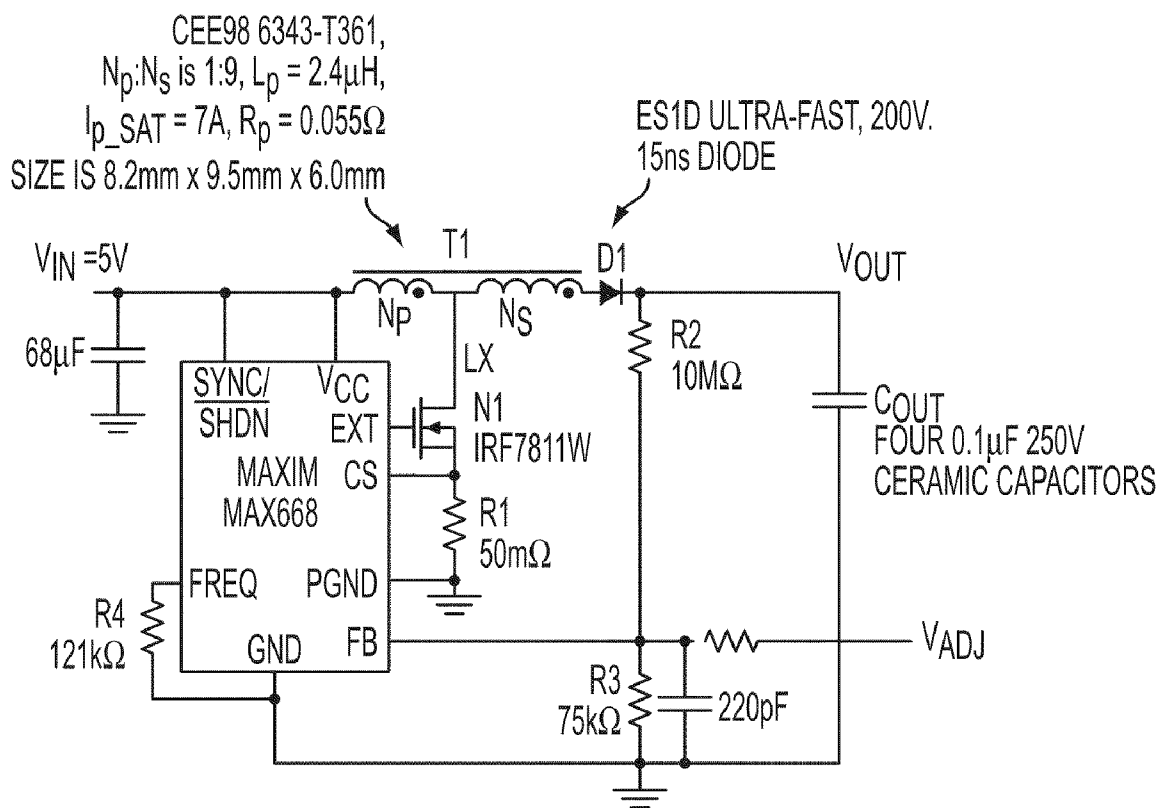 CEE98 6343-T361,
Np:Ns is 1:9, Lp = 2.4µH,
Ip_SAT = 7A, Rp = 0.055Ω
SIZE IS 8.2mm x 9.5mm x 6.0mm
ES1D ULTRA-FAST, 200V.
15ns DIODE
VIN =5V
T1
D1
VOUT
NP
NS
68µF
LX
R2
10MΩ
SYNC/
SHDN
VCC
EXT
N1
IRF7811W
COUT
FOUR 0.1µF 250V
CERAMIC CAPACITORS
MAXIM
MAX668
CS
R1
50mΩ
FREQ
PGND
R4
121kΩ
GND
FB
VADJ
R3
75kΩ
220pF